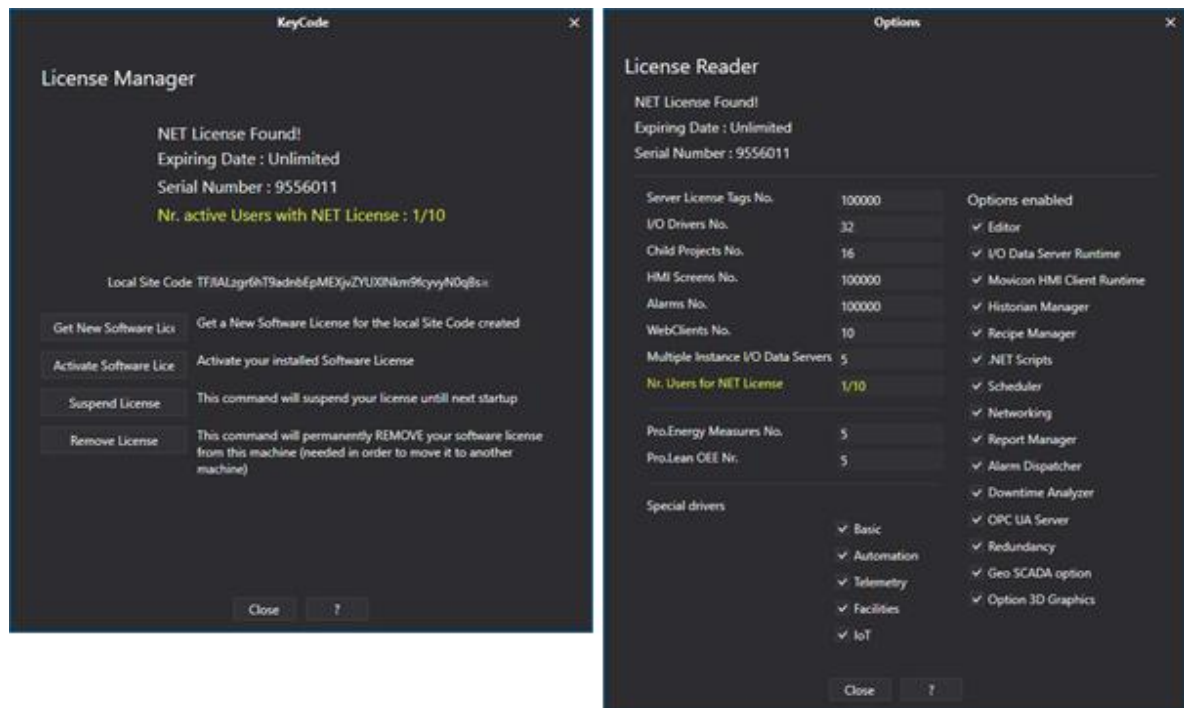 KeyCode
License Manager
NET License Found!
Expiring Date : Unlimited
Serial Number : 9556011
Nr. active Users with NET License : 1/10
Local Site Code
Get New Software Lice
Get a New Software License for the local Site Code created
Activate Software Lice
Activate your installed Software License
Suspend License
This command will suspend your license untill next startup
Remove License
This command will permanently REMOVE your software license
from this machine (needed in order to move it to another
machine)
Close
?
Options
License Reader
NET License Found!
Expiring Date : Unlimited
Serial Number : 9556011
Server License Tags No. 100000
I/O Drivers No. 32
Child Projects No. 16
HMI Screens No. 100000
Alarms No. 100000
WebClients No. 10
Multiple Instance I/O Data Servers 5
Nr. Users for NET License 1/10
Pro.Energy Measures No. 5
Pro.Lean OEE Nr. 5
Special drivers
Basic
Automation
Telemetry
Facilities
IoT
Options enabled
Editor
I/O Data Server Runtime
Movicon HMI Client Runtime
Historian Manager
Recipe Manager
.NET Scripts
Scheduler
Networking
Report Manager
Alarm Dispatcher
Downtime Analyzer
OPC UA Server
Redundancy
Geo SCADA option
Option 3D Graphics
Close
?